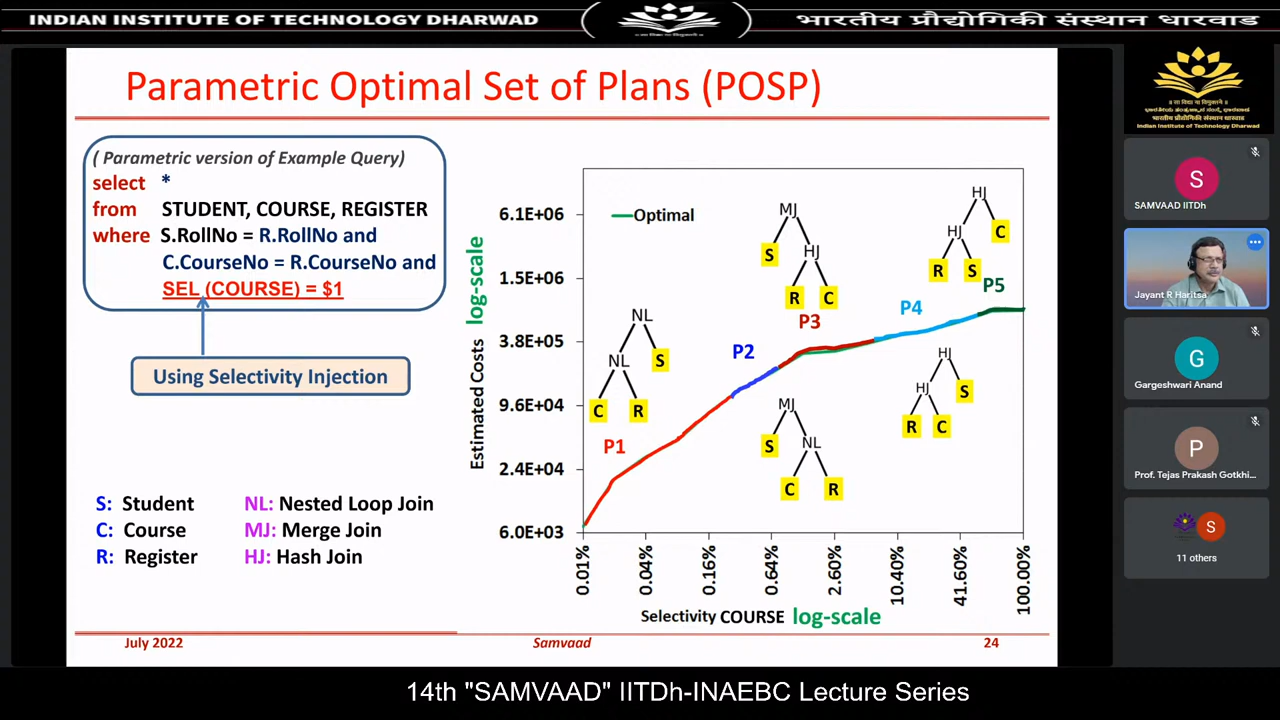 INDIAN INSTITUTE OF TECHNOLOGY DHARWAD
भारतीय प्रौद्योगिकी संस्थान धारवाड
Parametric Optimal Set of Plans (POSP)
( Parametric version of Example Query)
select *
from STUDENT, COURSE, REGISTER
where S.RollNo = R.RollNo and
C.CourseNo = R.CourseNo and
SEL (COURSE) = $1
Using Selectivity Injection
S: Student NL: Nested Loop Join
C: Course MJ: Merge Join
R: Register HJ: Hash Join
Estimated Costs log-scale
6.1E+06
1.5E+06
3.8E+05
9.6E+04
2.4E+04
6.0E+03
Optimal
NL
NL S
C R
P1
P2
MJ
S NL
C R
MJ
S HJ
R C
P3
P4
HJ
HJ S
R C
HJ
HJ C
R S
P5
0.01% 0.04% 0.16% 0.64% 2.60% 10.40% 41.60% 100.00%
Selectivity COURSE log-scale
July 2022 Samvaad 24
Indian Institute of Technology Dharwad
S
SAMVAAD IITDh
Jayant R Haritsa
G
Gargeshwari Anand
P
Prof. Tejas Prakash Gotkhi...
S
11 others
14th "SAMVAAD" IITDh-INAEBC Lecture Series